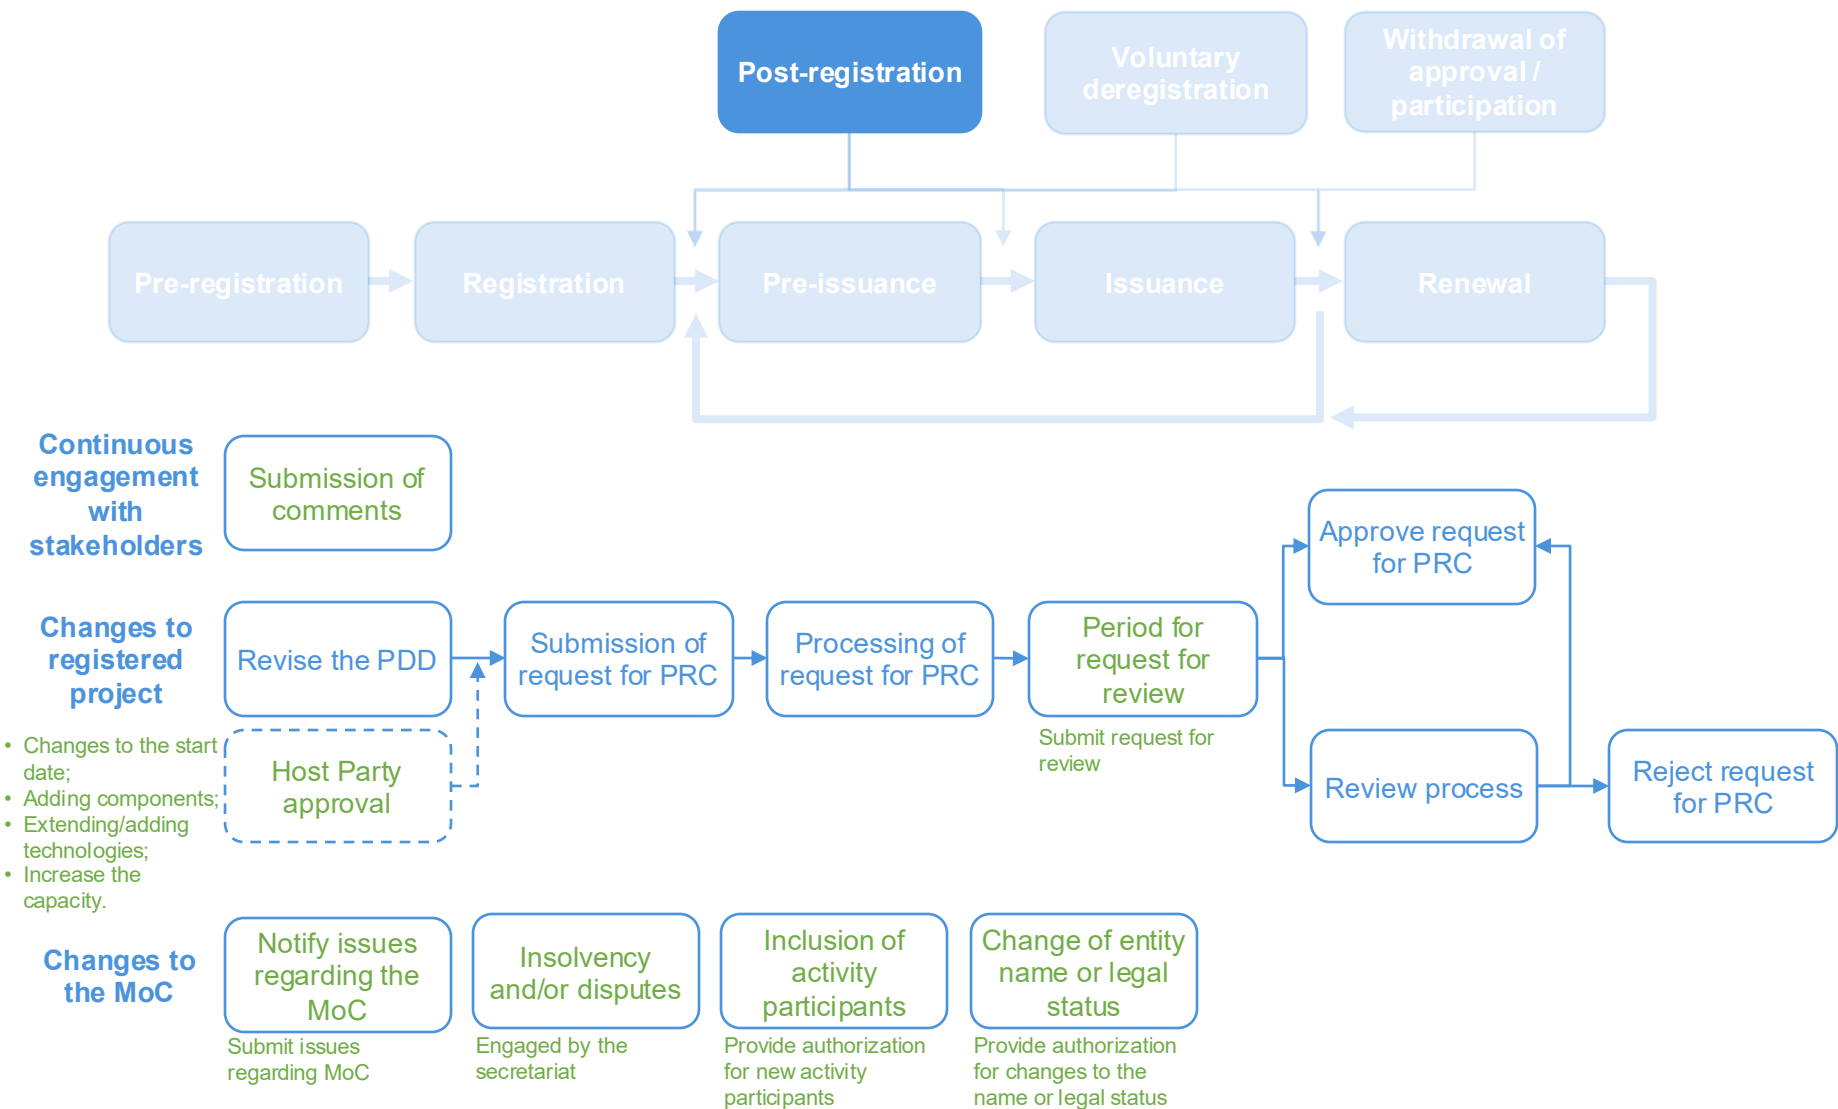 Post-registration
Voluntary
deregistration
Withdrawal of
approval /
participation
Pre-registration
Registration
Pre-issuance
Issuance
Renewal
Continuous
engagement
with
stakeholders
Submission of
comments
Changes to
registered
project
Revise the PDD
Submission of
request for PRC
Processing of
request for PRC
Period for
request for
review
Submit request for
review
Approve request
for PRC
Review process
Reject request
for PRC
• Changes to the start
date;
• Adding components;
• Extending/adding
technologies;
• Increase the
capacity.
Host Party
approval
Changes to
the MoC
Notify issues
regarding the
MoC
Submit issues
regarding MoC
Insolvency
and/or disputes
Engaged by the
secretariat
Inclusion of
activity
participants
Provide authorization
for new activity
participants
Change of entity
name or legal
status
Provide authorization
for changes to the
name or legal status